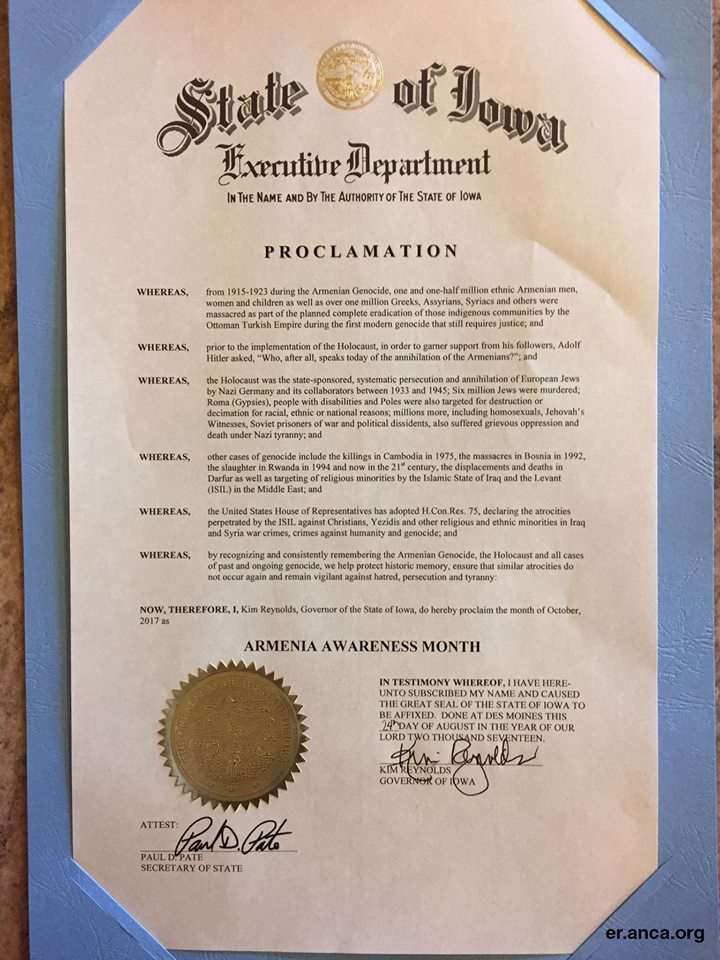 State of Iowa
Executive Department
IN THE NAME AND BY THE AUTHORITY OF THE STATE OF IOWA
PROCLAMATION
WHEREAS, from 1915-1923 during the Armenian Genocide, one and one-half million ethnic Armenian men,
women and children as well as over one million Greeks, Assyrians, Syriacs and others were
massacred as part of the planned complete eradication of those indigenous communities by the
Ottoman Turkish Empire during the first modern genocide that still requires justice; and
WHEREAS, prior to the implementation of the Holocaust, in order to garner support from his followers, Adolf
Hitler asked, “Who, after all, speaks today of the annihilation of the Armenians?”; and
WHEREAS, the Holocaust was the state-sponsored, systematic persecution and annihilation of European Jews
by Nazi Germany and its collaborators between 1933 and 1945; Six million Jews were murdered;
Roma (Gypsies), people with disabilities and Poles were also targeted for destruction or
decimation for racial, ethnic or national reasons; millions more, including homosexuals, Jehovah's
Witnesses, Soviet prisoners of war and political dissidents, also suffered grievous oppression and
death under Nazi tyranny; and
WHEREAS, other cases of genocide include the killings in Cambodia in 1975, the massacres in Bosnia in 1992,
the slaughter in Rwanda in 1994 and now in the 21st century, the displacements and deaths in
Darfur as well as targeting of religious minorities by the Islamic State of Iraq and the Levant
(ISIL) in the Middle East; and
WHEREAS, the United States House of Representatives has adopted H.Con.Res. 75, declaring the atrocities
perpetrated by the ISIL against Christians, Yezidis and other religious and ethnic minorities in Iraq
and Syria war crimes, crimes against humanity and genocide; and
WHEREAS, by recognizing and consistently remembering the Armenian Genocide, the Holocaust and all cases
of past and ongoing genocide, we help protect historic memory, ensure that similar atrocities do
not occur again and remain vigilant against hatred, persecution and tyranny:
NOW, THEREFORE, I, Kim Reynolds, Governor of the State of Iowa, do hereby proclaim the month of October,
2017 as
ARMENIA AWARENESS MONTH
IN TESTIMONY WHEREOF, I HAVE HERE-
UNTO SUBSCRIBED MY NAME AND CAUSED
THE GREAT SEAL OF THE STATE OF IOWA TO
BE AFFIXED. DONE AT DES MOINES THIS
24th DAY OF AUGUST IN THE YEAR OF OUR
LORD TWO THOUSAND SEVENTEEN.
Kim Reynolds
KIM REYNOLDS
GOVERNOR OF IOWA
ATTEST:
Paul D. Pate
PAUL D. PATE
SECRETARY OF STATE
er.anca.org